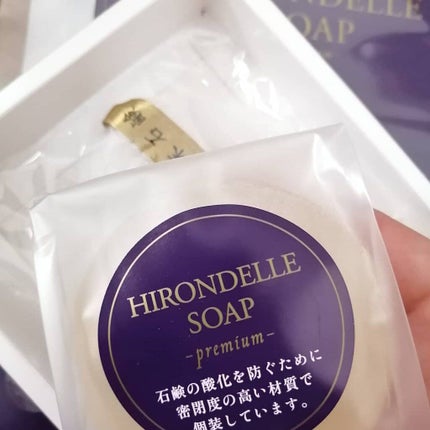 HIRONDELLE
SOAP
HIRONDELLE
SOAP
-premium-
石鹸の酸化を防ぐために
密閉度の高い材質で
個装しています。